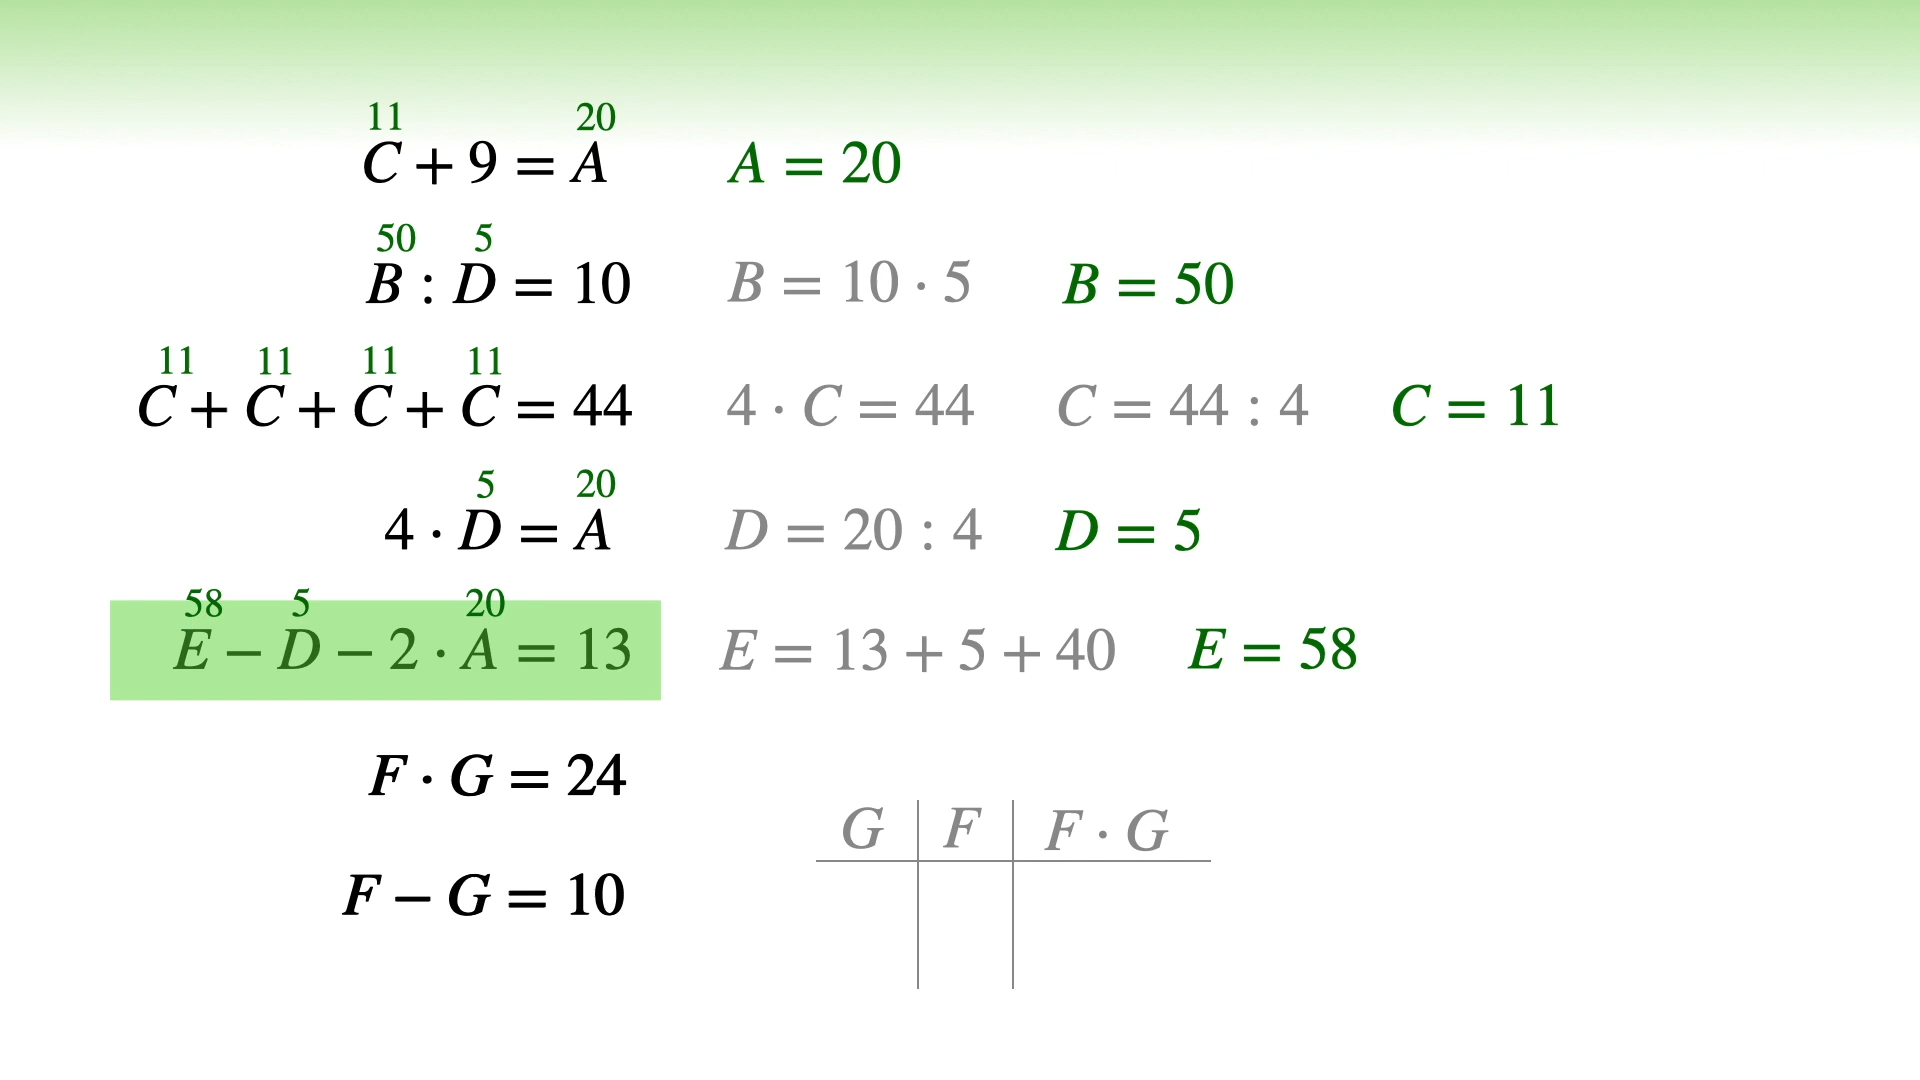 11 20
C + 9 = A A = 20
50 5
B : D = 10 B = 10 · 5 B = 50
11 11 11 11
C + C + C + C = 44 4 · C = 44 C = 44 : 4 C = 11
5 20
4 · D = A D = 20 : 4 D = 5
58 5 20
E − D − 2 · A = 13 E = 13 + 5 + 40 E = 58
F · G = 24
G F F · G
F − G = 10